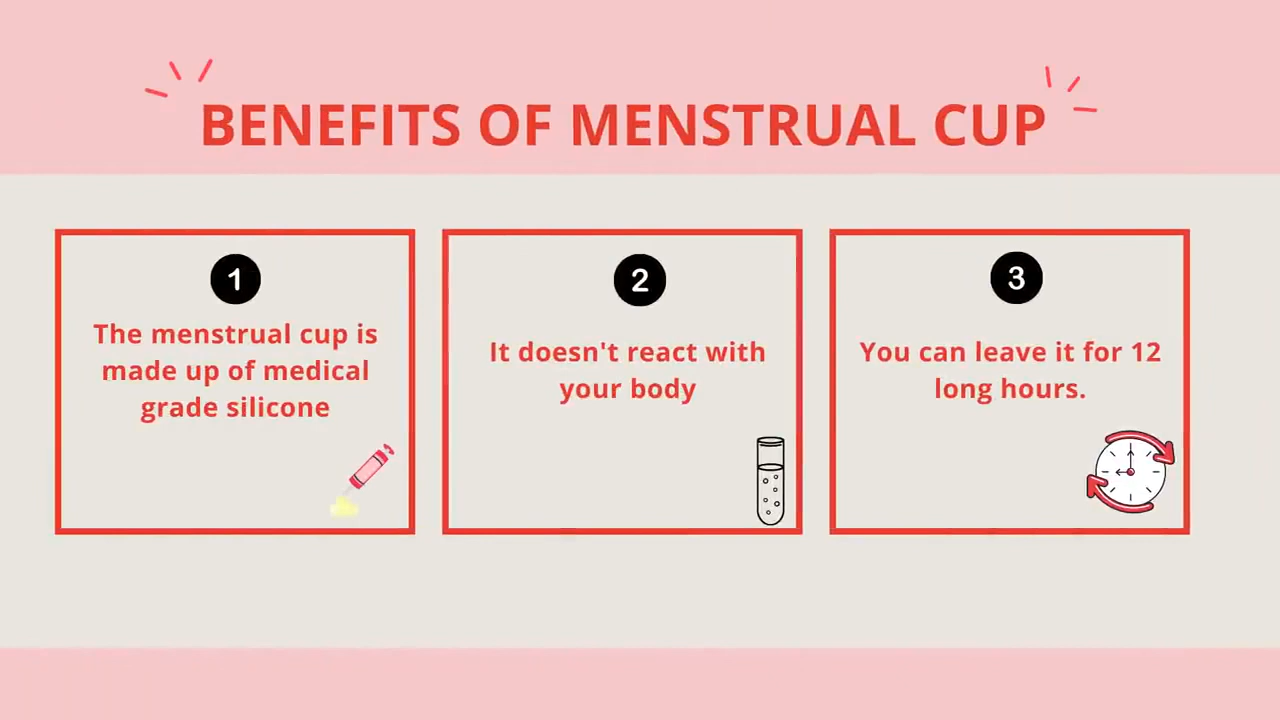 BENEFITS OF MENSTRUAL CUP
1
The menstrual cup is
made up of medical
grade silicone
2
It doesn't react with
your body
3
You can leave it for 12
long hours.